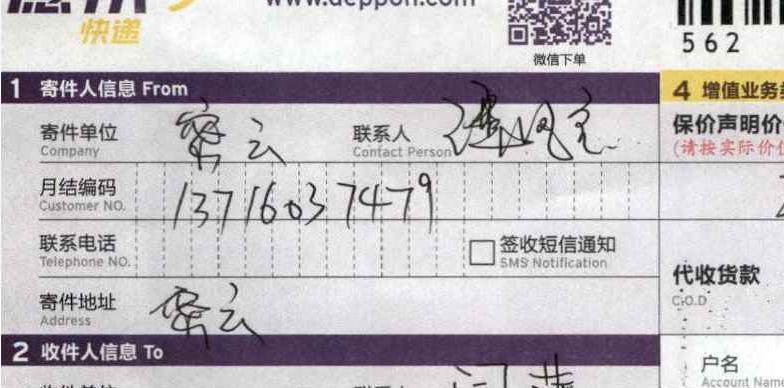 快递
www.deppon.com
微信下单
562
1 寄件人信息 From
4 增值业务
寄件单位 密云 联系人
Company Contact Person
保价声明价
(请按实际价
月结编码 13716037479
Customer NO.
联系电话 签收短信通知
Telephone NO. SMS Notification
代收货款
C.O.D
寄件地址 密云
Address
2 收件人信息 To
户名
Account Nam